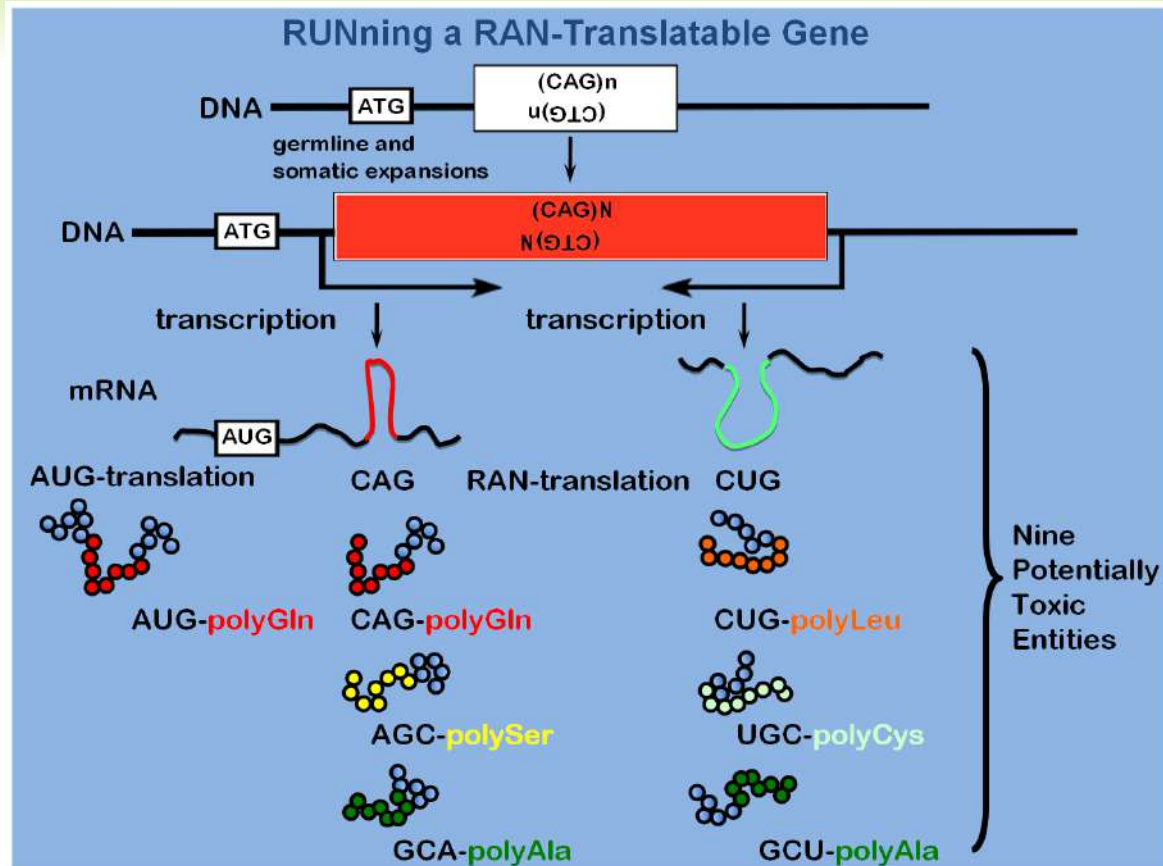 RUNning a RAN-Translatable Gene
(CAG)n
DNA ATG
(CTG)n
germline and
somatic expansions
(CAG)N
DNA ATG
(CTG)N
transcription transcription
mRNA
AUG
AUG-translation CAG RAN-translation CUG
Nine
Potentially
Toxic
Entities
AUG-polyGln CAG-polyGln CUG-polyLeu
AGC-polySer UGC-polyCys
GCA-polyAla GCU-polyAla